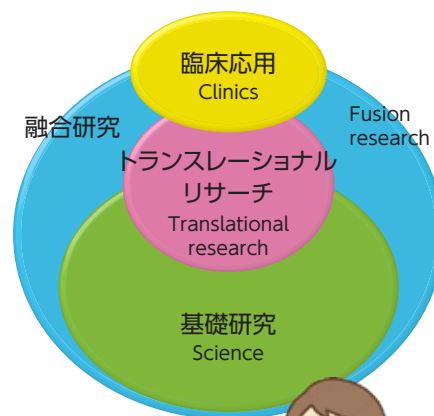 臨床応用
Clinics
融合研究
Fusion
research
トランスレーショナル
リサーチ
Translational
research
基礎研究
Science